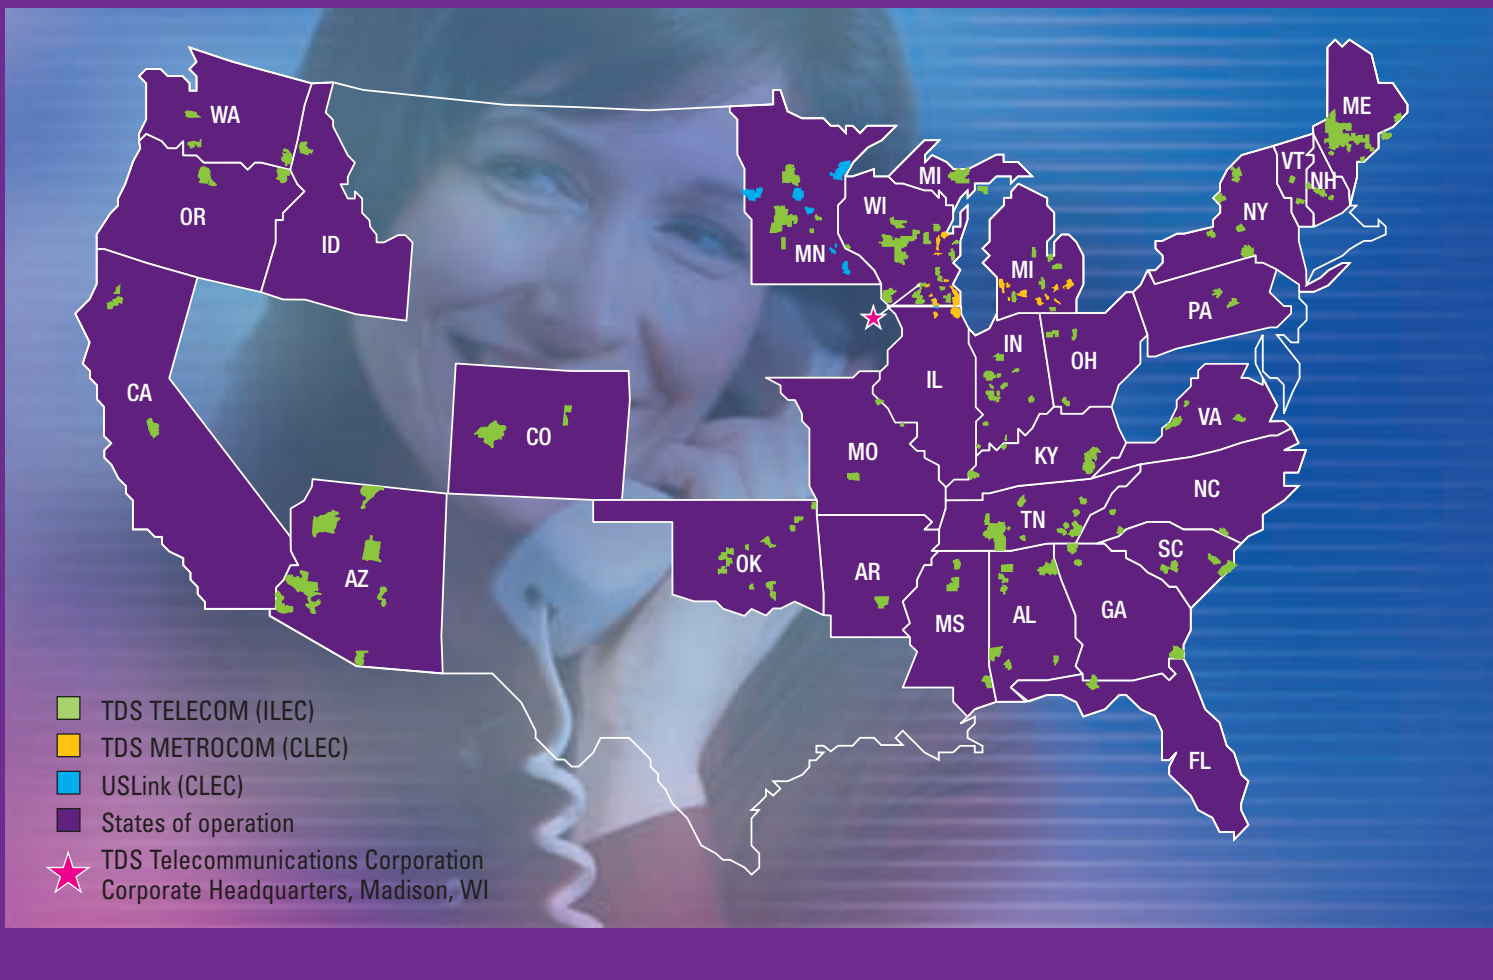 WA
ME
MI
VT
NH
WI
NY
OR
ID
MN
MI
PA
IN
OH
IL
CA
VA
CO
MO
KY
NC
TN
SC
OK
AR
AZ
MS
AL
GA
FL
TDS TELECOM (ILEC)
TDS METROCOM (CLEC)
USLink (CLEC)
States of operation
TDS Telecommunications Corporation
Corporate Headquarters, Madison, WI